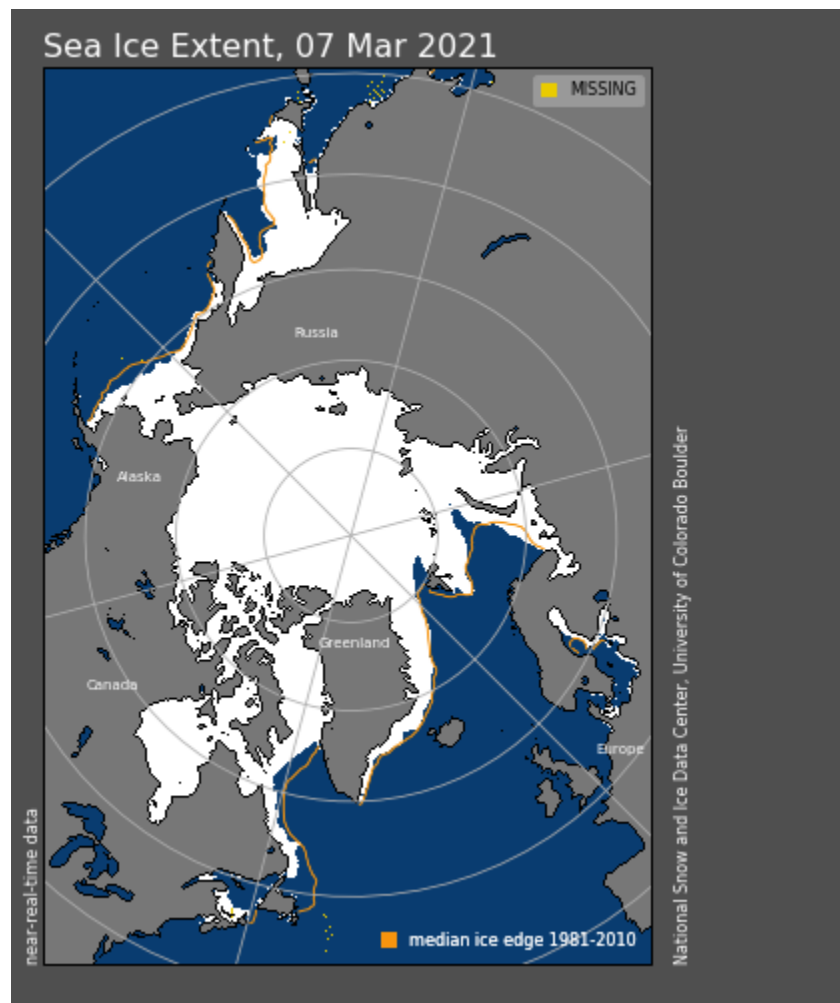 Sea Ice Extent, 07 Mar 2021
MISSING
Russia
Alaska
Greenland
Canada
Europe
median ice edge 1981-2010
near-real-time data
National Snow and Ice Data Center, University of Colorado Boulder